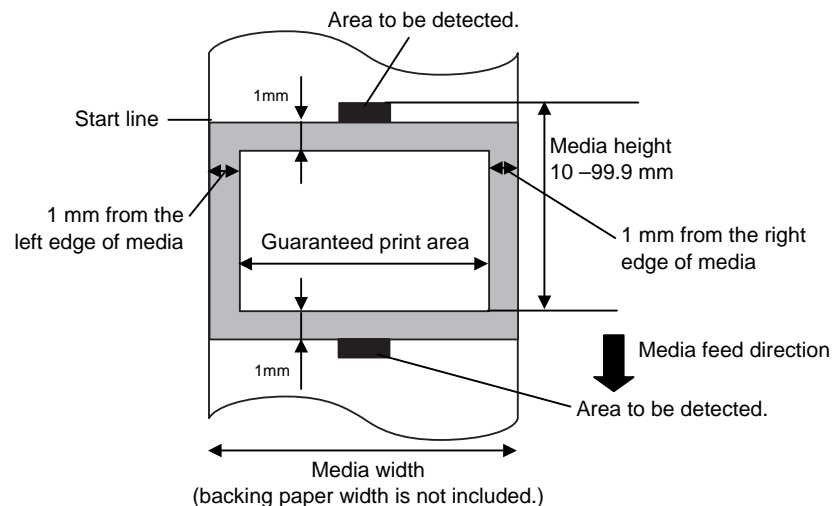 Area to be detected.
1mm
Start line
Media height
10 –99.9 mm
1 mm from the
left edge of media
Guaranteed print area
1 mm from the right
edge of media
Media feed direction
1mm
Area to be detected.
Media width
(backing paper width is not included.)